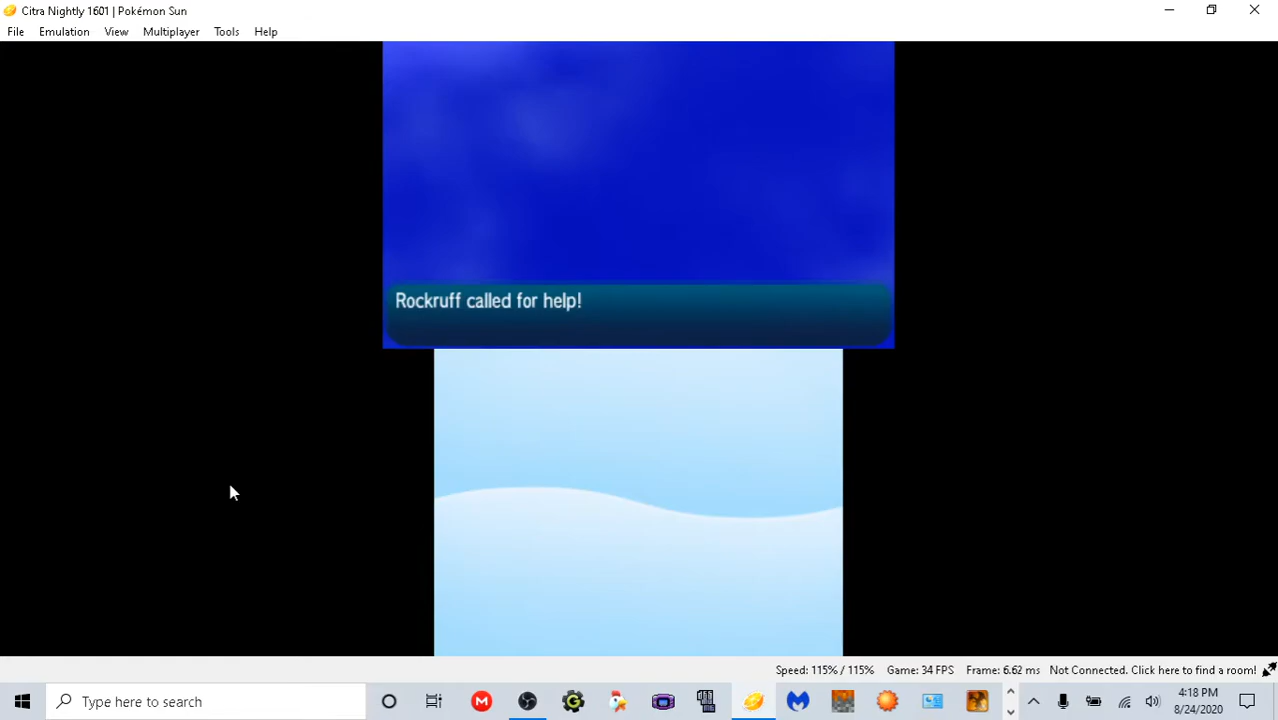 Citra Nightly 1601 | Pokémon Sun
File Emulation View Multiplayer Tools Help
Rockruff called for help!
Speed: 115% / 115% Game: 34 FPS Frame: 6.62 ms Not Connected. Click here to find a room!
Type here to search
4:18 PM
8/24/2020